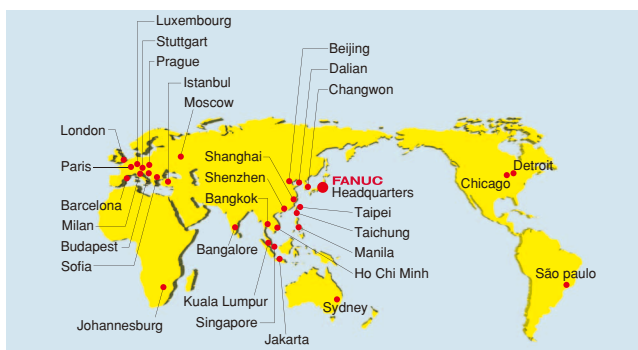 Luxembourg
Stuttgart
Prague
Istanbul
Moscow
London
Paris
Barcelona
Milan
Budapest
Sofia
Johannesburg
Beijing
Dalian
Changwon
Shanghai
Shenzhen
Bangkok
Bangalore
FANUC
Headquarters
Taipei
Taichung
Manila
Ho Chi Minh
Kuala Lumpur
Singapore
Jakarta
Sydney
Detroit
Chicago
São paulo